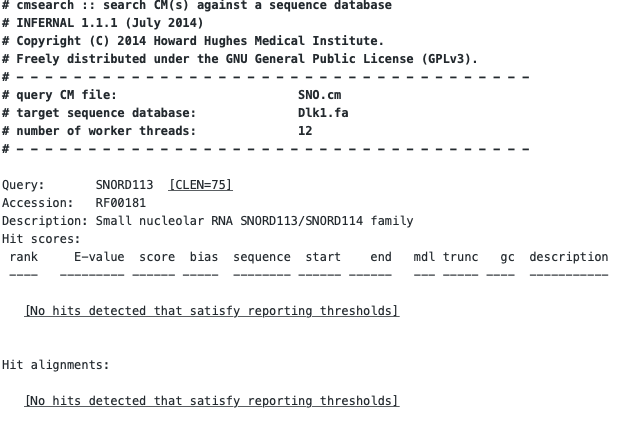 # cmsearch :: search CM(s) against a sequence database
# INFERNAL 1.1.1 (July 2014)
# Copyright (C) 2014 Howard Hughes Medical Institute.
# Freely distributed under the GNU General Public License (GPLv3).
# - - - - - - - - - - - - - - - - - - - - - - - - - - - - - - - - - - - -
# query CM file:                         SNO.cm
# target sequence database:              Dlk1.fa
# number of worker threads:              12
# - - - - - - - - - - - - - - - - - - - - - - - - - - - - - - - - - - - -
Query:       SNORD113  [CLEN=75]
Accession:   RF00181
Description: Small nucleolar RNA SNORD113/SNORD114 family
Hit scores:
 rank     E-value  score  bias  sequence  start    end   mdl trunc   gc  description
 ----   --------- ------ -----  -------- ------ ------   --- ----- ----  -----------
   [No hits detected that satisfy reporting thresholds]
Hit alignments:
   [No hits detected that satisfy reporting thresholds]